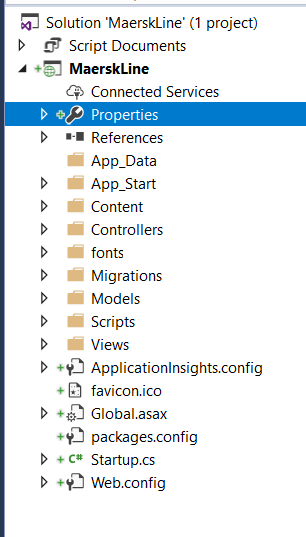 Solution 'MaerskLine' (1 project)
Script Documents
MaerskLine
Connected Services
Properties
References
App_Data
App_Start
Content
Controllers
fonts
Migrations
Models
Scripts
Views
ApplicationInsights.config
favicon.ico
Global.asax
packages.config
C# Startup.cs
Web.config